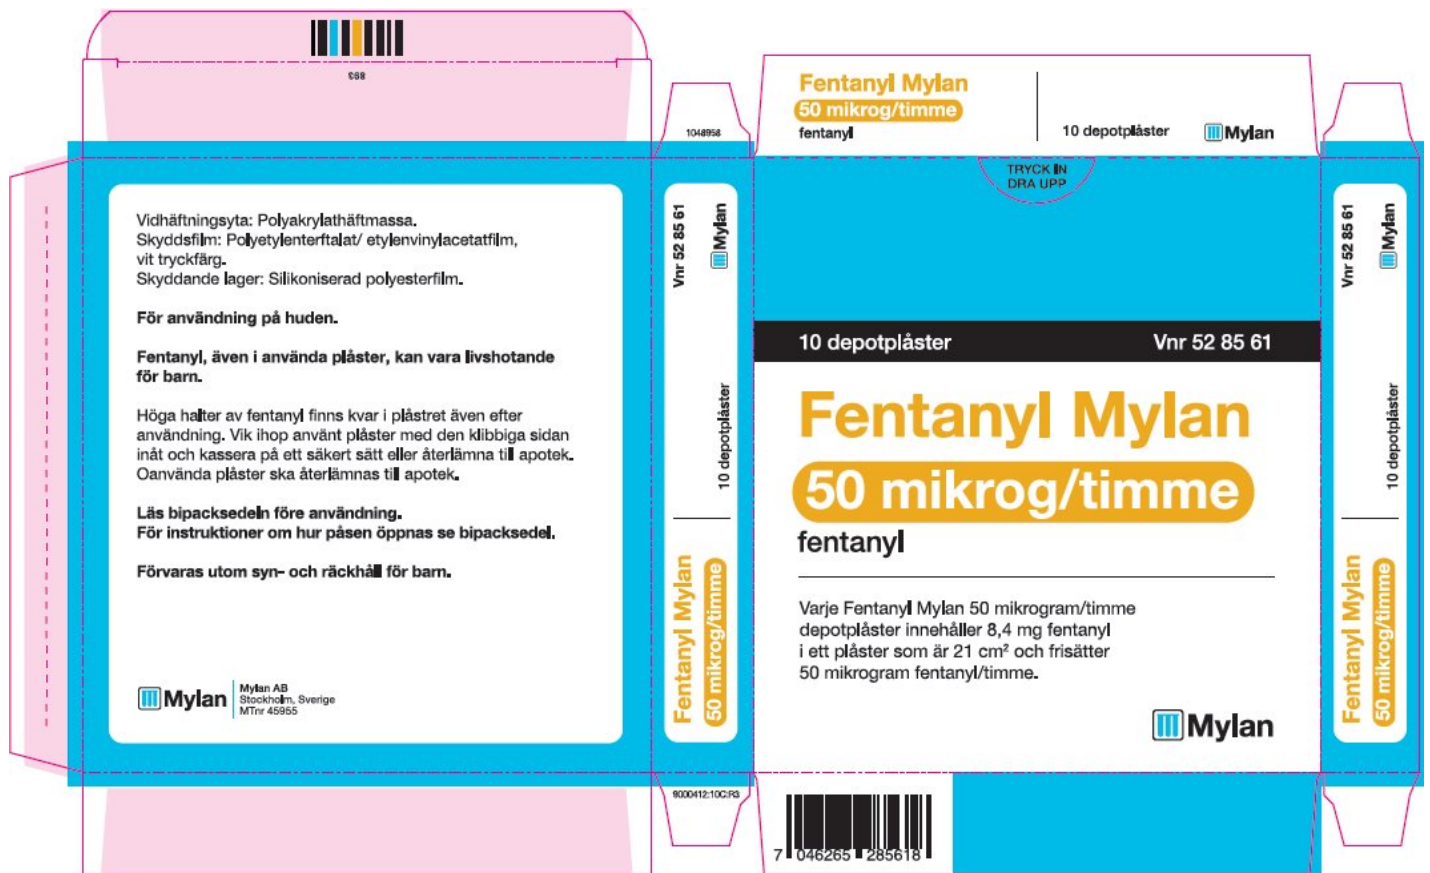 893
1048958
Fentanyl Mylan
50 mikrog/timme
fentanyl
10 depotplåster
Mylan
TRYCK IN
DRA UPP
Vidhäftningsyta: Polyakrylathäftmassa.
Skyddsfilm: Polyetylenterftalat/ etylenvinylacetatfilm,
vit tryckfärg.
Skyddande lager: Silikoniserad polyesterfilm.
För användning på huden.
Fentanyl, även i använda plåster, kan vara livshotande
för barn.
Höga halter av fentanyl finns kvar i plåstret även efter
användning. Vik ihop använt plåster med den klibbiga sidan
inåt och kassera på ett säkert sätt eller återlämna till apotek.
Oanvända plåster ska återlämnas till apotek.
Läs bipacksedeln före användning.
För instruktioner om hur påsen öppnas se bipacksedel.
Förvaras utom syn- och räckhåll för barn.
Mylan
Mylan AB
Stockholm, Sverige
MTnr 45955
Vnr 52 85 61
Mylan
10 depotplåster
Fentanyl Mylan
50 mikrog/timme
9000412:10C:R3
10 depotplåster Vnr 52 85 61
Fentanyl Mylan
50 mikrog/timme
fentanyl
Varje Fentanyl Mylan 50 mikrogram/timme
depotplåster innehåller 8,4 mg fentanyl
i ett plåster som är 21 cm² och frisätter
50 mikrogram fentanyl/timme.
Mylan
7 046265 285618
Vnr 52 85 61
Mylan
10 depotplåster
Fentanyl Mylan
50 mikrog/timme